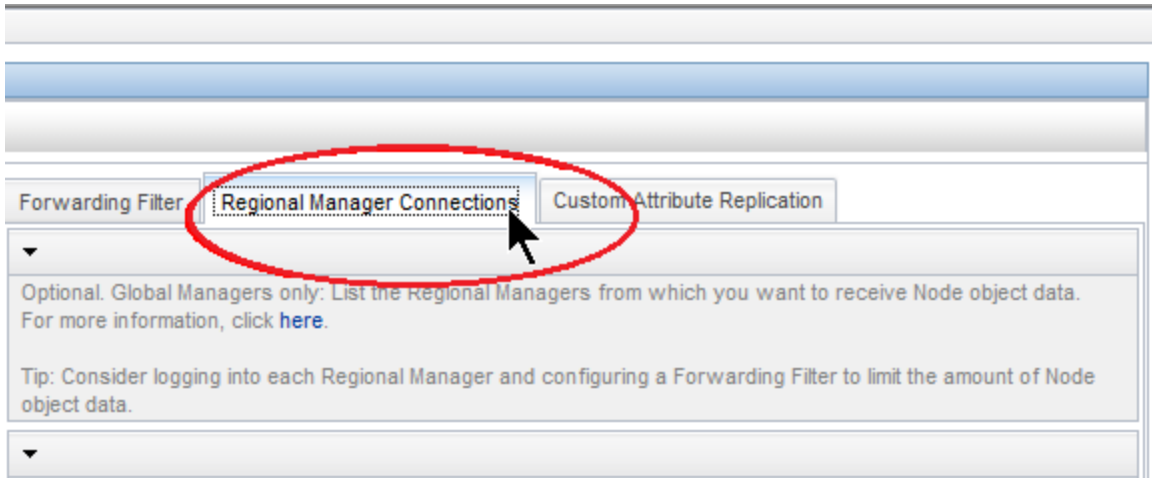 Forwarding Filter
Regional Manager Connections
Custom Attribute Replication
Optional. Global Managers only: List the Regional Managers from which you want to receive Node object data.
For more information, click here.
Tip: Consider logging into each Regional Manager and configuring a Forwarding Filter to limit the amount of Node
object data.